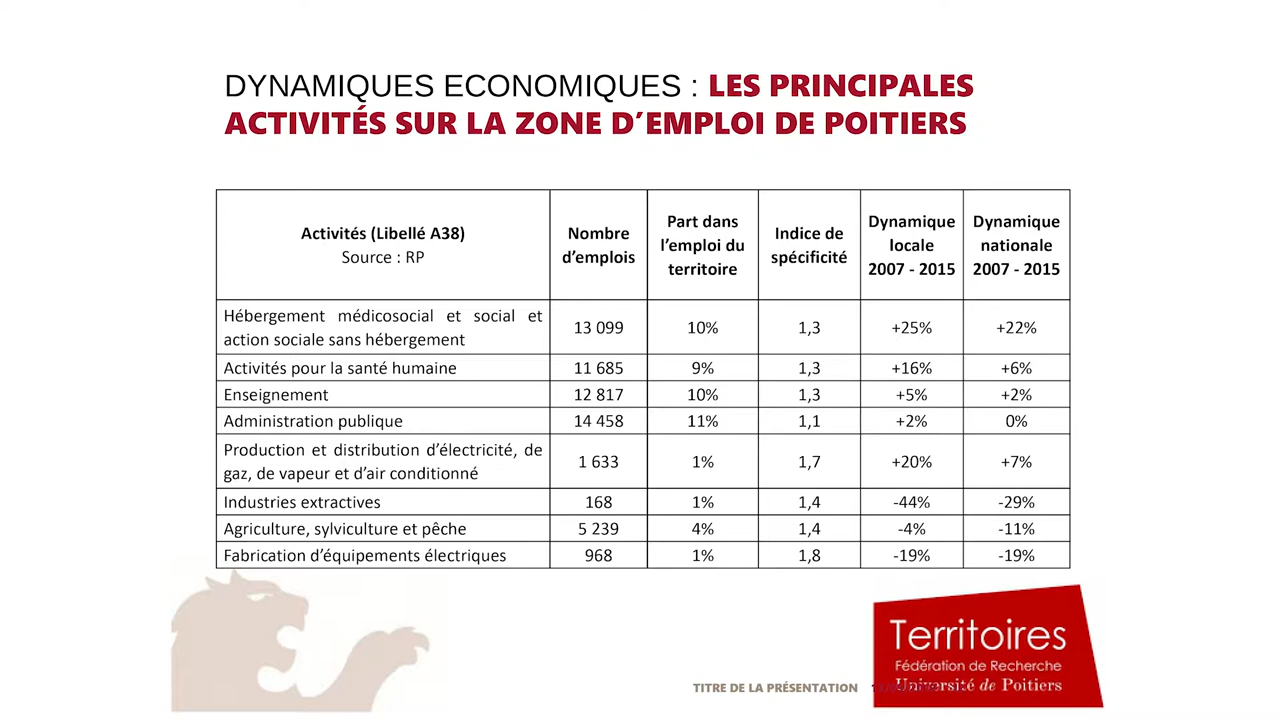 DYNAMIQUES ECONOMIQUES : LES PRINCIPALES
ACTIVITÉS SUR LA ZONE D’EMPLOI DE POITIERS
Activités (Libellé A38)
Source : RP
Nombre
d’emplois
Part dans
l’emploi du
territoire
Indice de
spécificité
Dynamique
locale
2007 - 2015
Dynamique
nationale
2007 - 2015
Hébergement médicosocial et social et
action sociale sans hébergement
13 099 10% 1,3 +25% +22%
Activités pour la santé humaine 11 685 9% 1,3 +16% +6%
Enseignement 12 817 10% 1,3 +5% +2%
Administration publique 14 458 11% 1,1 +2% 0%
Production et distribution d’électricité, de
gaz, de vapeur et d’air conditionné
1 633 1% 1,7 +20% +7%
Industries extractives 168 1% 1,4 -44% -29%
Agriculture, sylviculture et pêche 5 239 4% 1,4 -4% -11%
Fabrication d’équipements électriques 968 1% 1,8 -19% -19%
Territoires
Fédération de Recherche
Université de Poitiers
TITRE DE LA PRÉSENTATION